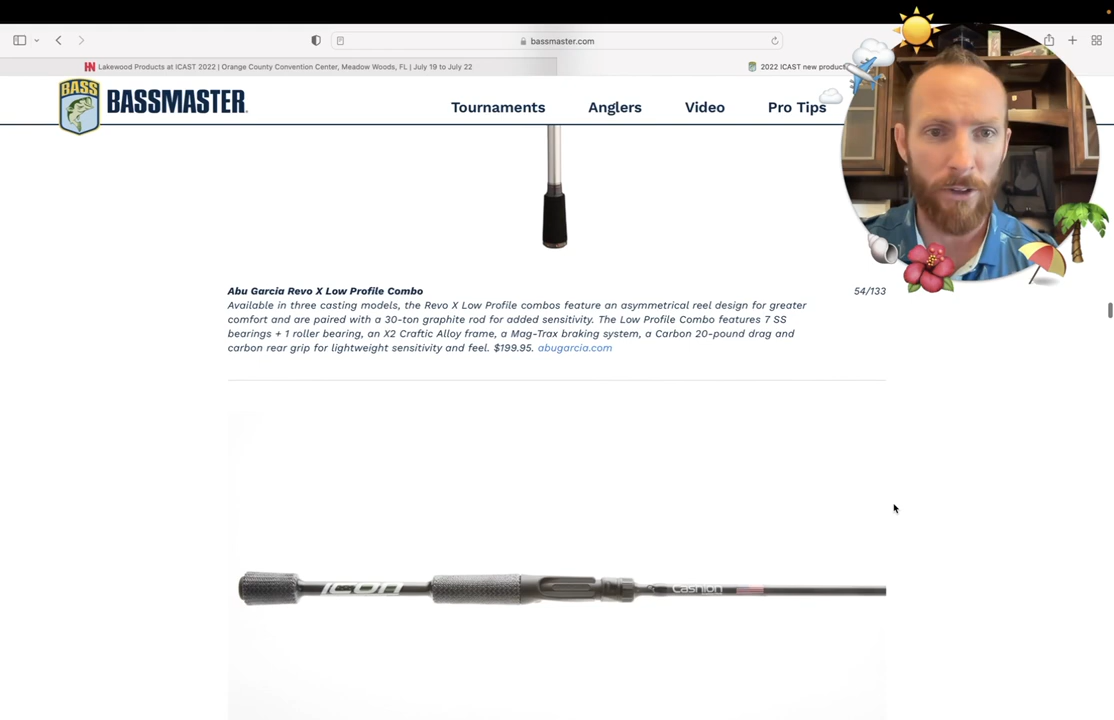 bassmaster.com
Lakewood Products at ICAST 2022 | Orange County Convention Center, Meadow Woods, FL | July 19 to July 22
2022 ICAST new product
BASS
BASSMASTER
Tournaments
Anglers
Video
Pro Tips
Abu Garcia Revo X Low Profile Combo
54/133
Available in three casting models, the Revo X Low Profile combos feature an asymmetrical reel design for greater
comfort and are paired with a 30-ton graphite rod for added sensitivity. The Low Profile Combo features 7 SS
bearings + 1 roller bearing, an X2 Craftic Alloy frame, a Mag-Trax braking system, a Carbon 20-pound drag and
carbon rear grip for lightweight sensitivity and feel. $199.95. abugarcia.com
ICON
Cashion